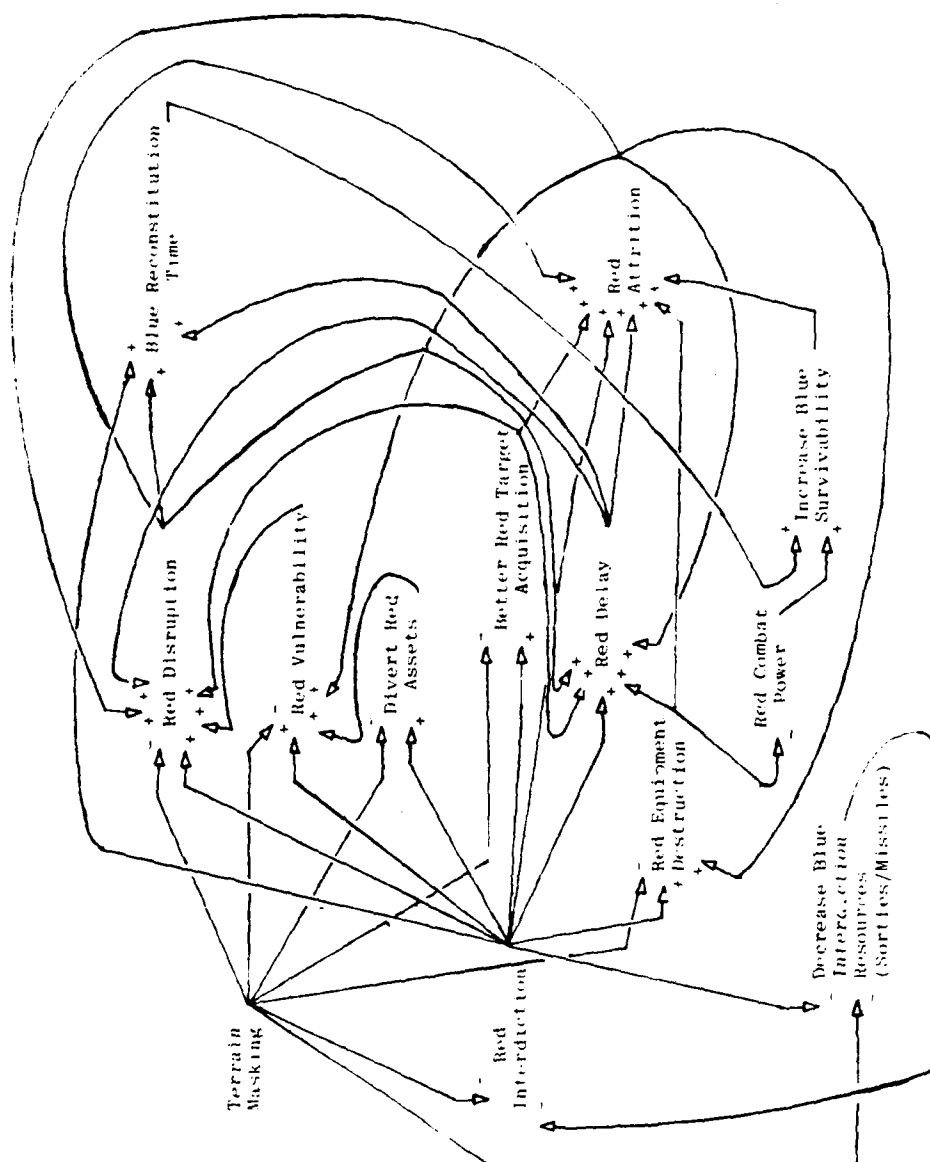 Terrain
Masking
Red
Interdiction
Red Disruption
Red Vulnerability
Divert Red
Assets
Better Red Target
Acquisition
Red Delay
Red Equipment
Destruction
Decrease Blue
Interdiction
Resources
(Sorties/Missiles)
Blue Reconstitution
Time
Red
Attrition
Red Combat
Power
Increase Blue
Survivability